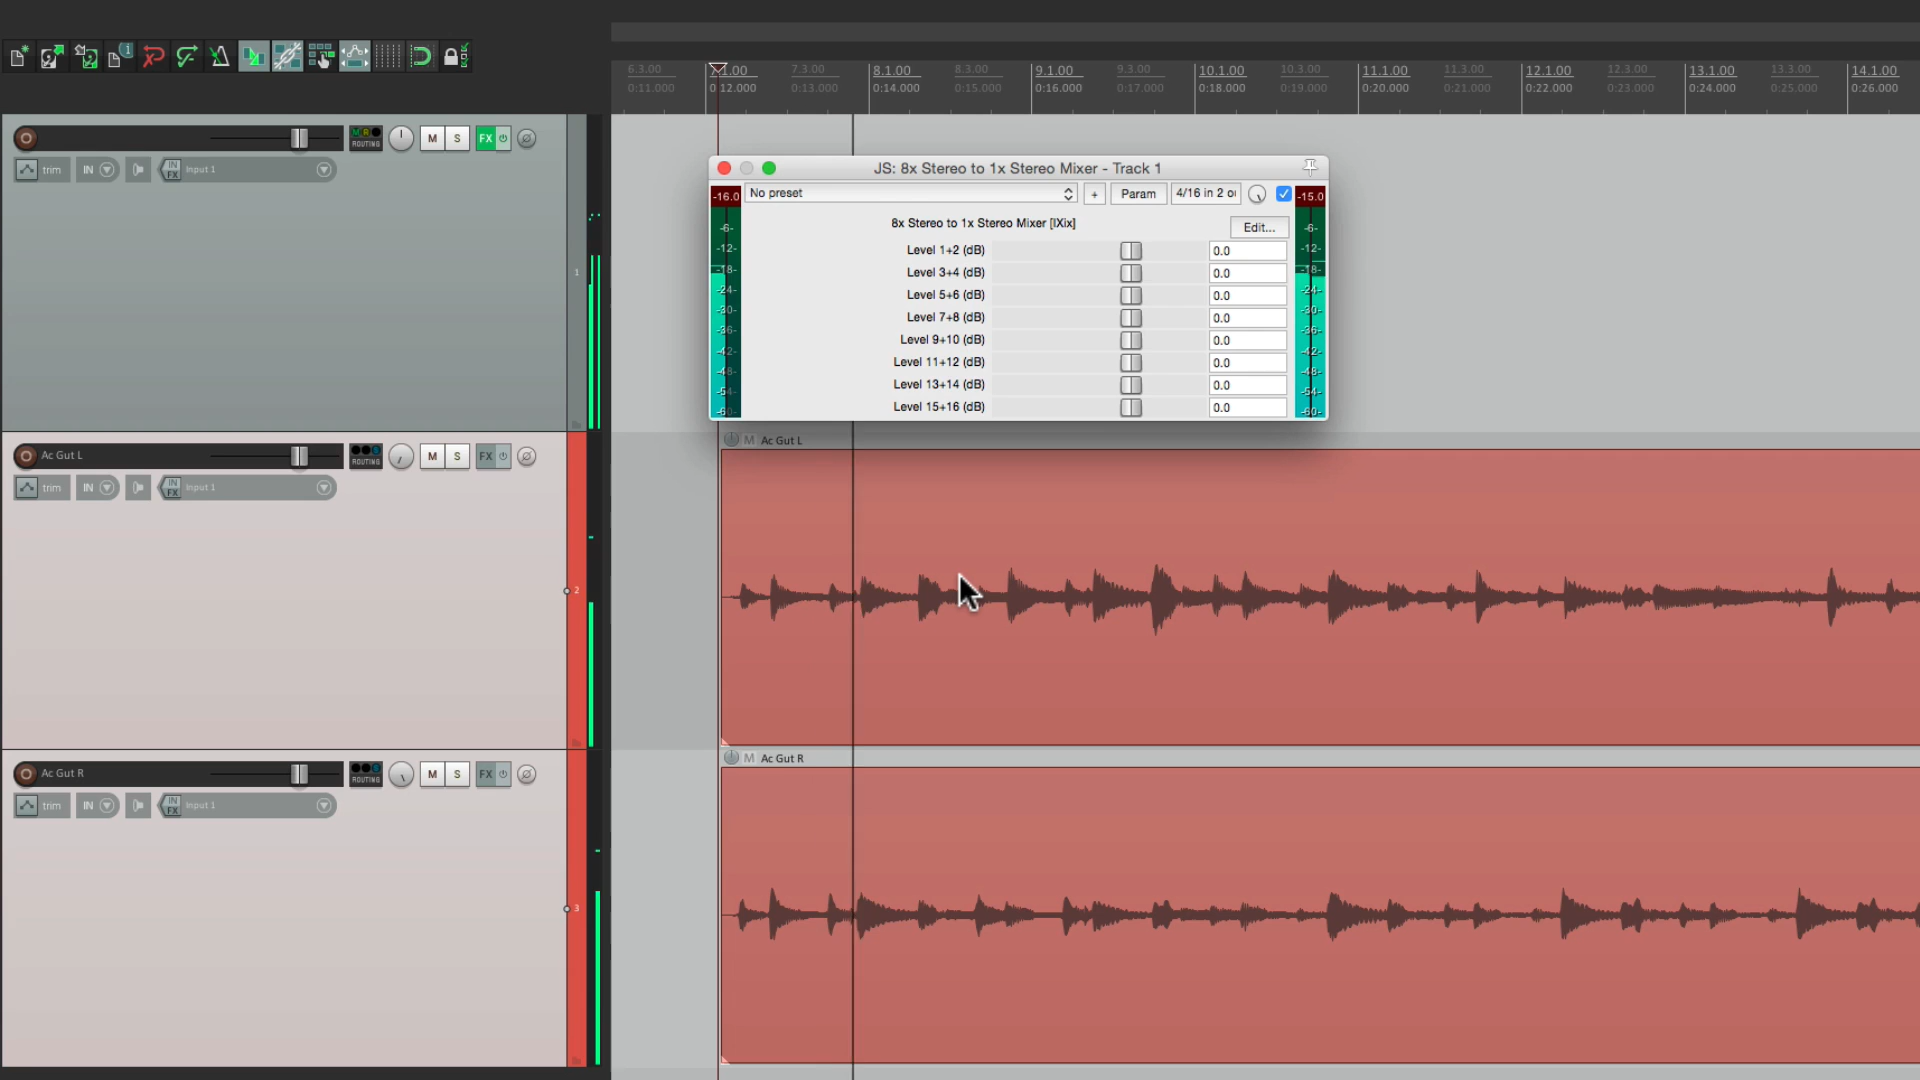 6.3.00 7.1.00 7.3.00 8.1.00 8.3.00 9.1.00 9.3.00 10.1.00 10.3.00 11.1.00 11.3.00 12.1.00 12.3.00 13.1.00 13.3.00 14.1.00
0:11.000 0:12.000 0:13.000 0:14.000 0:15.000 0:16.000 0:17.000 0:18.000 0:19.000 0:20.000 0:21.000 0:22.000 0:23.000 0:24.000 0:25.000 0:26.000
M R ROUTING M S FX
trim IN IN FX Input 1
1
JS: 8x Stereo to 1x Stereo Mixer - Track 1
-16.0 No preset + Param 4/16 in 2 o -15.0
8x Stereo to 1x Stereo Mixer [IXix] Edit...
Level 1+2 (dB) 0.0
Level 3+4 (dB) 0.0
Level 5+6 (dB) 0.0
Level 7+8 (dB) 0.0
Level 9+10 (dB) 0.0
Level 11+12 (dB) 0.0
Level 13+14 (dB) 0.0
Level 15+16 (dB) 0.0
-6- -6-
-12- -12-
-18- -18-
-24- -24-
-30- -30-
-36- -36-
-42- -42-
-48- -48-
-54- -54-
-60- -60-
M Ac Gut L
Ac Gut L ROUTING M S FX
trim IN IN FX Input 1
2
M Ac Gut R
Ac Gut R ROUTING M S FX
trim IN IN FX Input 1
3